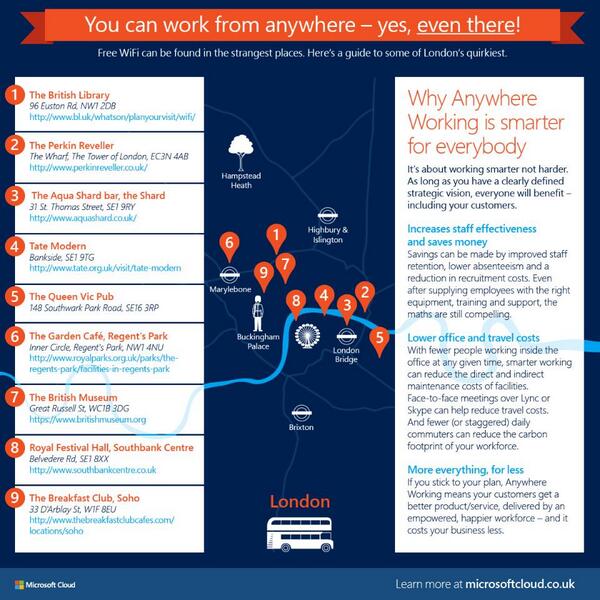 You can work from anywhere – yes, even there!
Free WiFi can be found in the strangest places. Here's a guide to some of London's quirkiest.
1
The British Library
96 Euston Rd, NW1 2DB
http://www.bl.uk/whatson/planyourvisit/wifi/
2
The Perkin Reveller
The Wharf, The Tower of London, EC3N 4AB
http://www.perkinreveller.co.uk/
3
The Aqua Shard bar, the Shard
31 St. Thomas Street, SE1 9RY
http://www.aquashard.co.uk/
4
Tate Modern
Bankside, SE1 9TG
http://www.tate.org.uk/visit/tate-modern
5
The Queen Vic Pub
148 Southwark Park Road, SE16 3RP
6
The Garden Café, Regent's Park
Inner Circle, Regent's Park, NW1 4NU
http://www.royalparks.org.uk/parks/the-
regents-park/facilities-in-regents-park
7
The British Museum
Great Russell St, WC1B 3DG
https://www.britishmuseum.org
8
Royal Festival Hall, Southbank Centre
Belvedere Rd, SE1 8XX
http://www.southbankcentre.co.uk
9
The Breakfast Club, Soho
33 D'Arblay St, W1F 8EU
http://www.thebreakfastclubcafes.com/
locations/soho
Hampstead
Heath
Highbury &
Islington
6
1
7
9
Marylebone
8
4
3
2
5
Buckingham
Palace
London
Bridge
Brixton
London
Why Anywhere
Working is smarter
for everybody
It's about working smarter not harder.
As long as you have a clearly defined
strategic vision, everyone will benefit –
including your customers.
Increases staff effectiveness
and saves money
Savings can be made by improved staff
retention, lower absenteeism and a
reduction in recruitment costs. Even
after supplying employees with the right
equipment, training and support, the
maths are still compelling.
Lower office and travel costs
With fewer people working inside the
office at any given time, smarter working
can reduce the direct and indirect
maintenance costs of facilities.
Face-to-face meetings over Lync or
Skype can help reduce travel costs.
And fewer (or staggered) daily
commuters can reduce the carbon
footprint of your workforce.
More everything, for less
If you stick to your plan, Anywhere
Working means your customers get a
better product/service, delivered by an
empowered, happier workforce – and it
costs your business less.
Microsoft Cloud
Learn more at microsoftcloud.co.uk